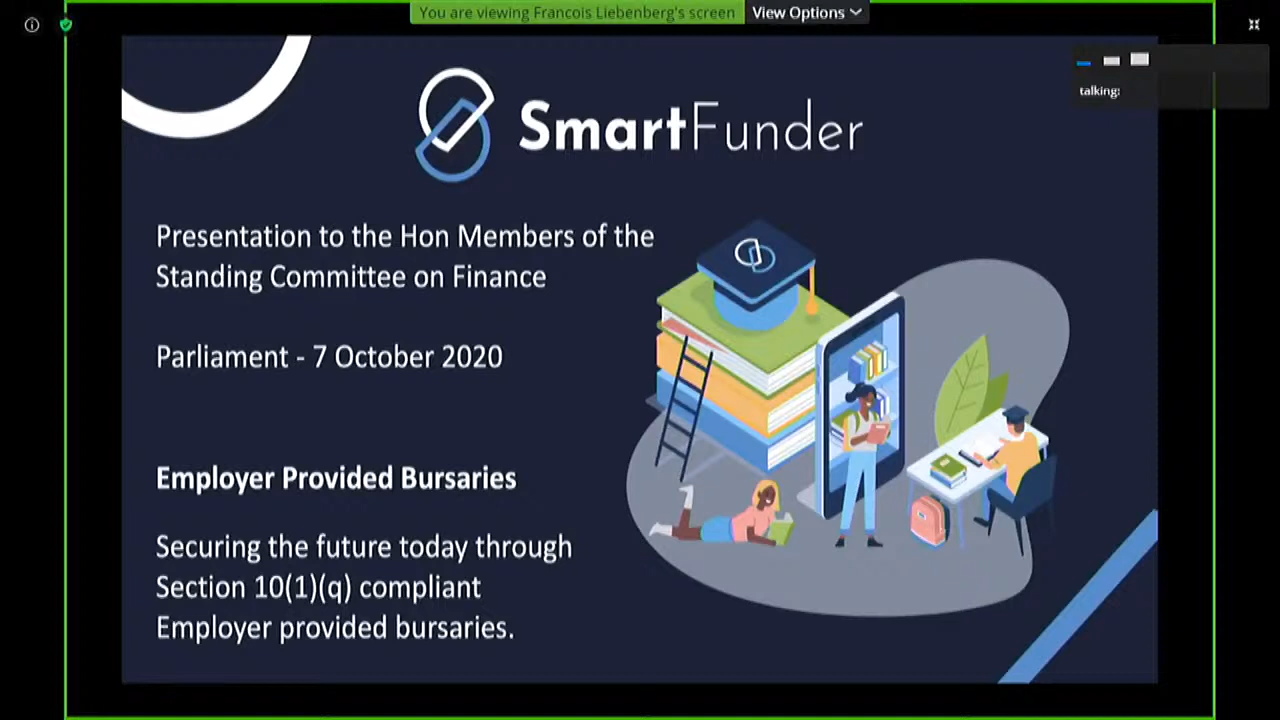 You are viewing Francois Liebenberg's screen
View Options
talking:
SmartFunder
Presentation to the Hon Members of the
Standing Committee on Finance
Parliament - 7 October 2020
Employer Provided Bursaries
Securing the future today through
Section 10(1)(q) compliant
Employer provided bursaries.